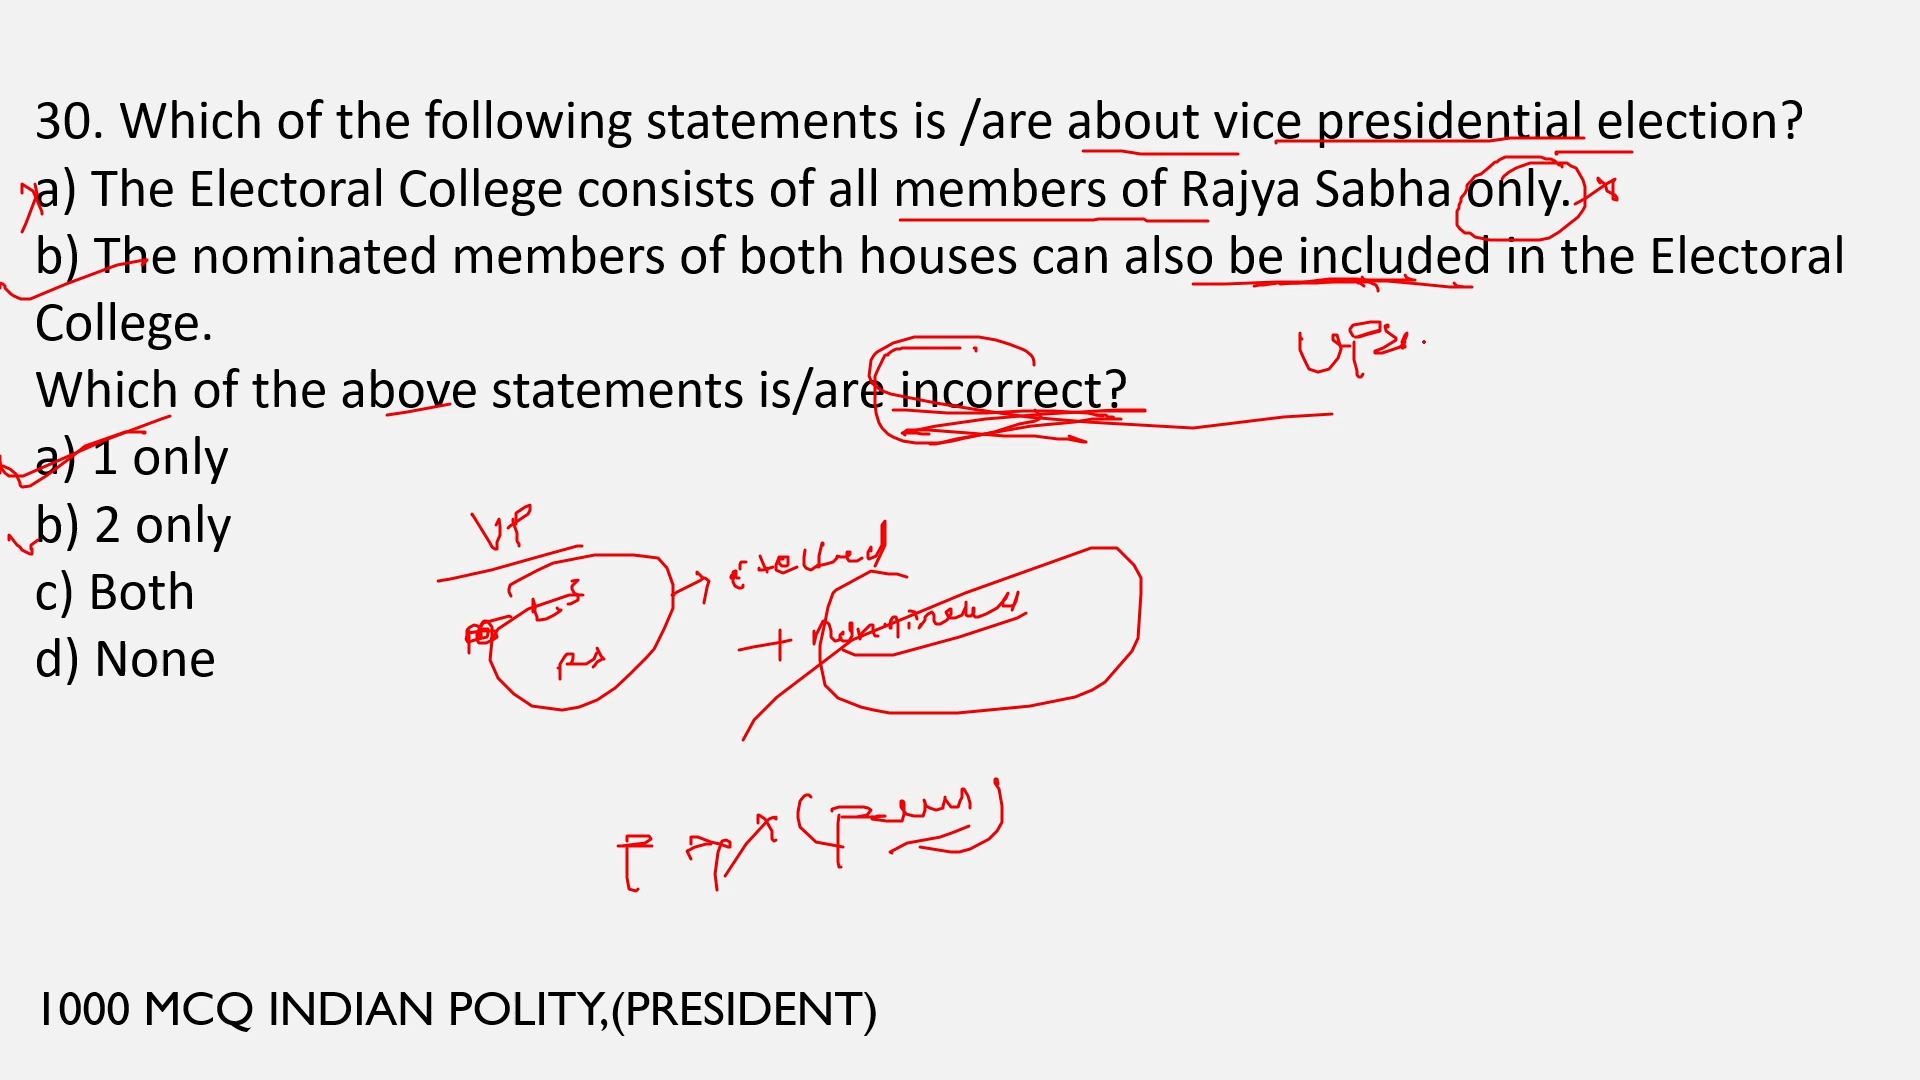 30. Which of the following statements is /are about vice presidential election?
a) The Electoral College consists of all members of Rajya Sabha only.
b) The nominated members of both houses can also be included in the Electoral
College.
Which of the above statements is/are incorrect?
a) 1 only
b) 2 only
c) Both
d) None
VP
LS
RS
+ nominated
1000 MCQ INDIAN POLITY,(PRESIDENT)